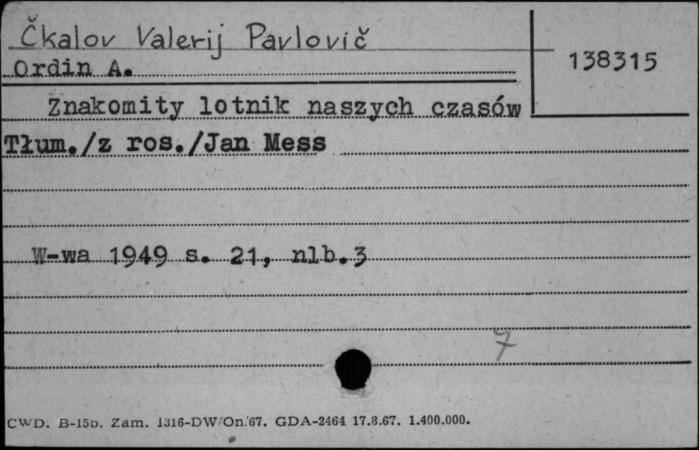 Čkalov Valerij Pavlovič
138315
Ordin A.
Znakomity lotnik naszych czasów
Tłum./z ros./Jan Mess
W-wa 1949 s. 21, nlb.3
7
CWD. B-15b. Zam. 1316-DW/On.'67. GDA-2464 17.8.67. 1.400.000.